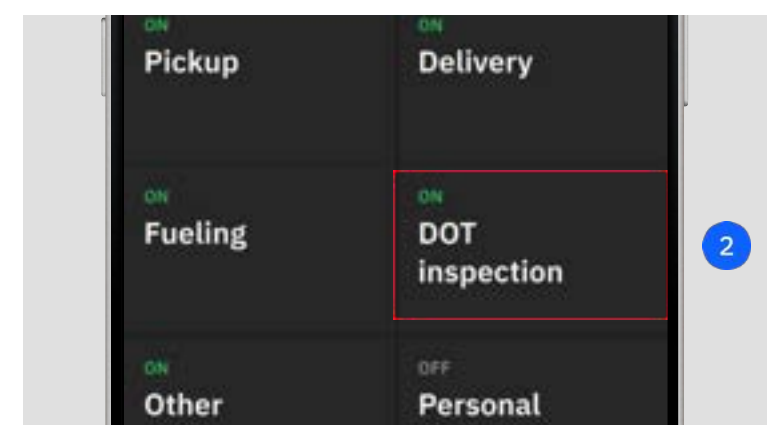 ON
Pickup
ON
Delivery
ON
Fueling
ON
DOT
inspection
2
ON
Other
OFF
Personal